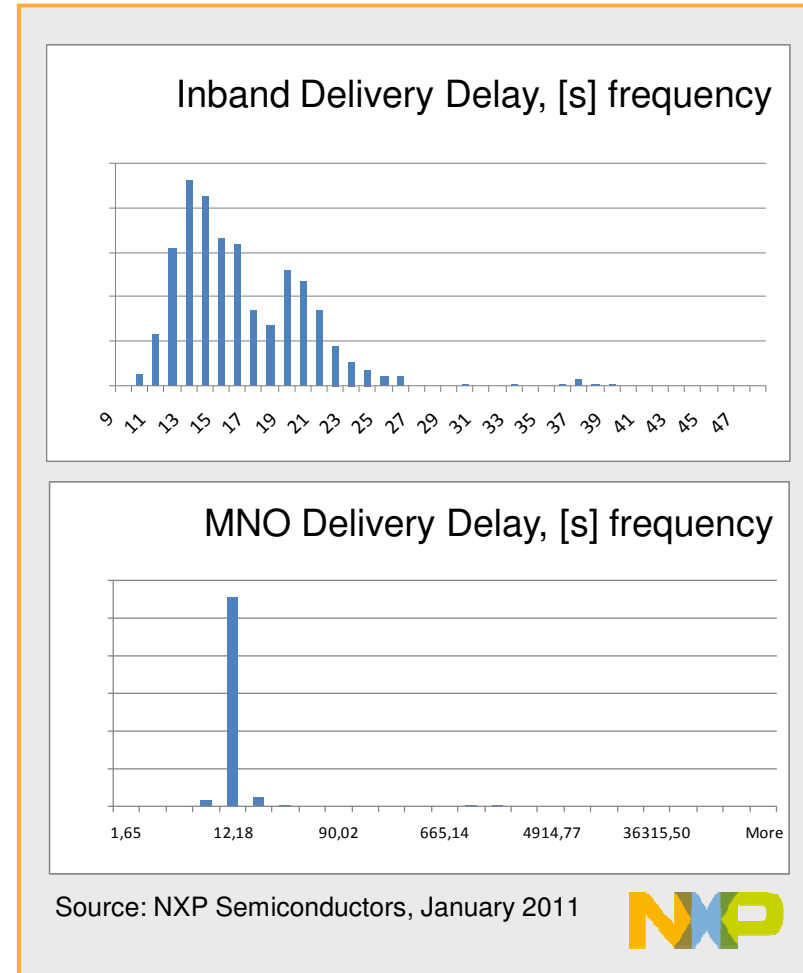 Inband Delivery Delay, [s] frequency
9 11 13 15 17 19 21 23 25 27 29 31 33 35 37 39 41 43 45 47
MNO Delivery Delay, [s] frequency
1,65 12,18 90,02 665,14 4914,77 36315,50 More
Source: NXP Semiconductors, January 2011
NXP